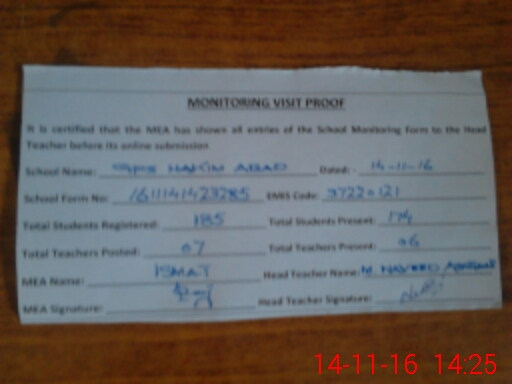 MONITORING VISIT PROOF
It is certified that the MEA has shown all entries of the School Monitoring Form to the Head
Teacher before its online submission
School Name: GPS HAKIM ABAD Dated: - 14-11-16
School Form No: 1611141423285 EMIS Code: 37220121
Total Students Registered: 185 Total Students Present: 174
Total Teachers Posted: 07 Total Teachers Present: 06
MEA Name: ISMAT Head Teacher Name: M. NAVEED
MEA Signature: Head Teacher Signature:
14-11-16 14:25